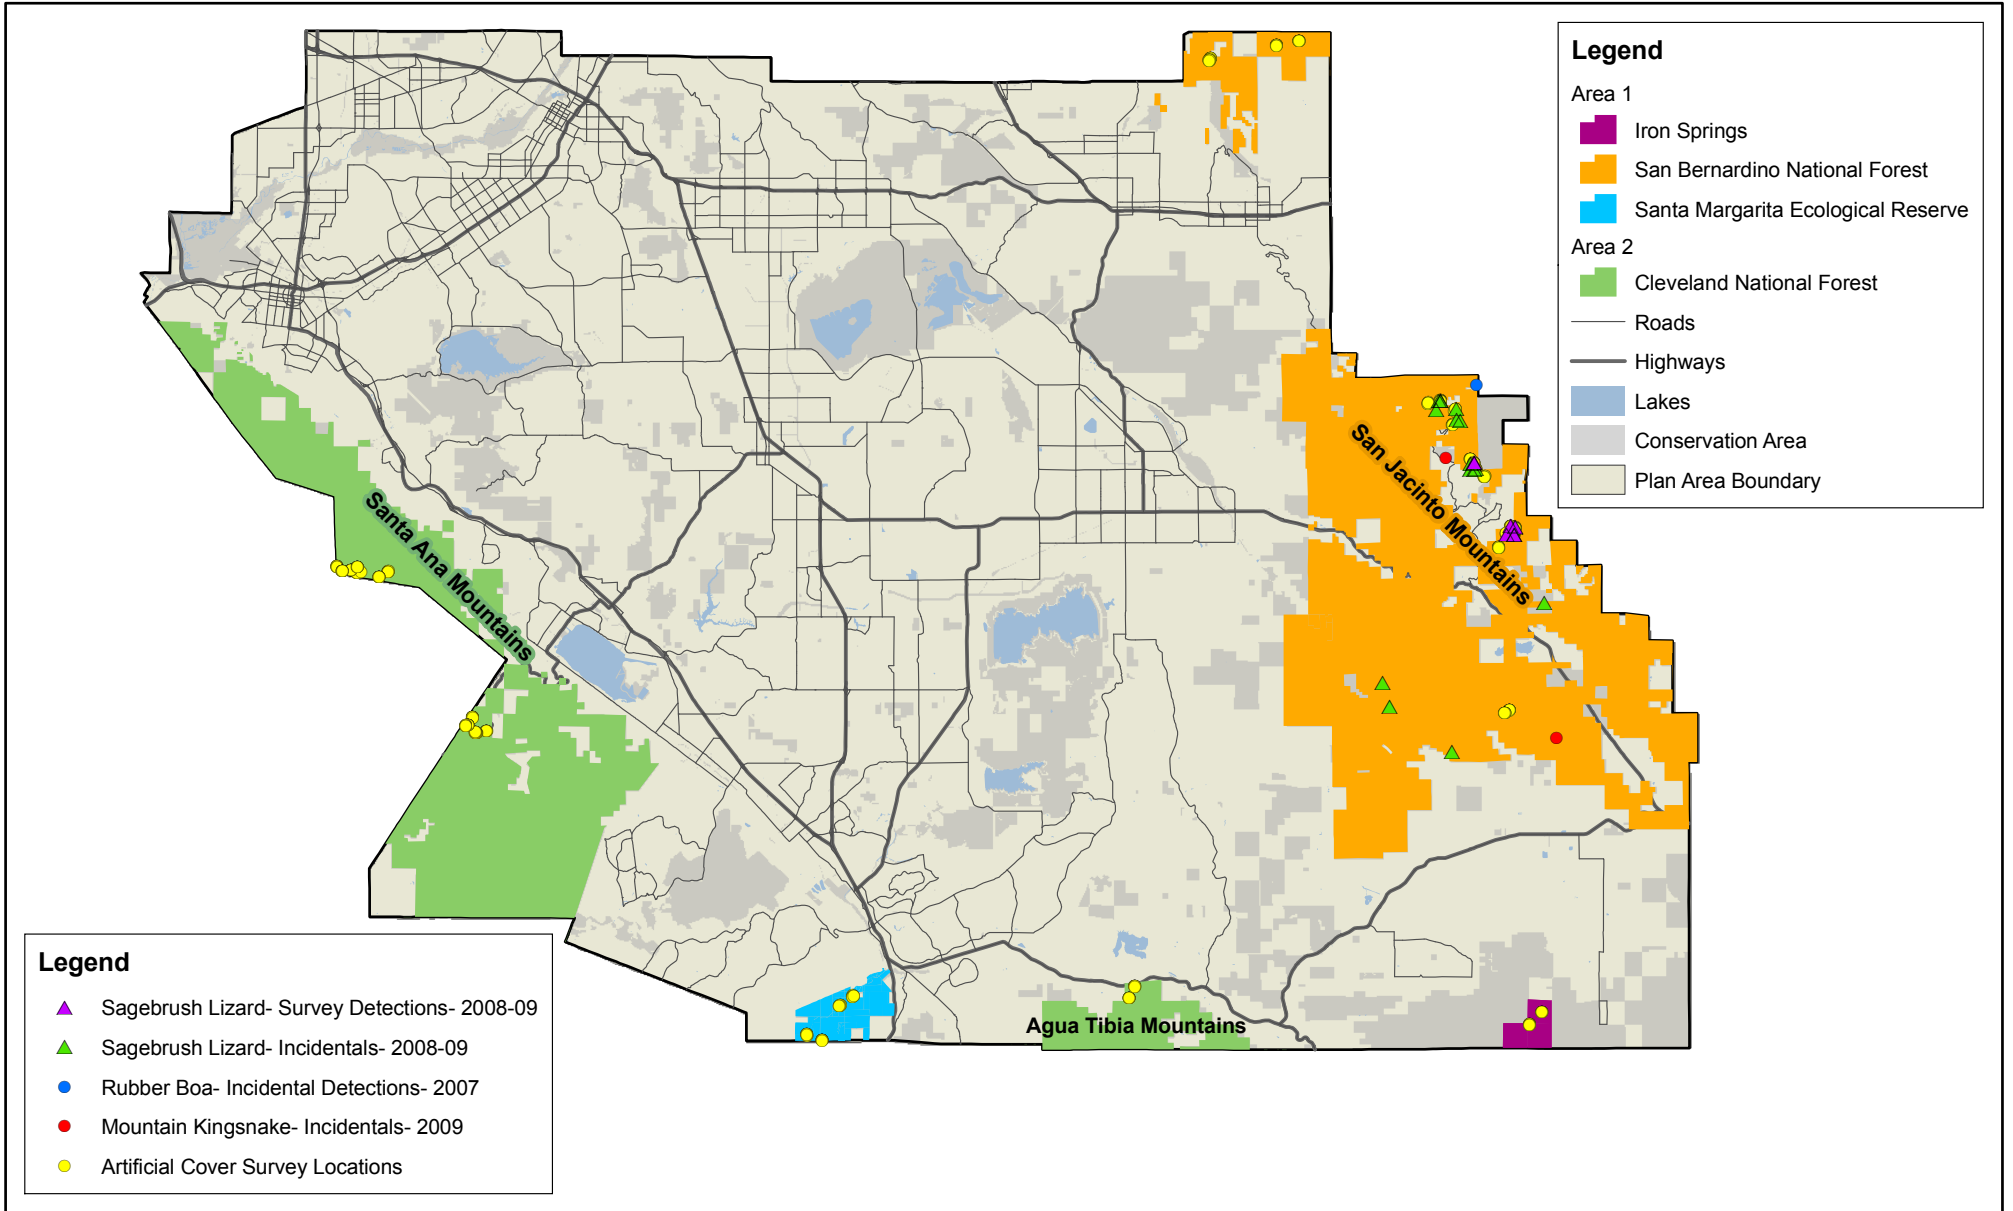 Legend
Area 1
Iron Springs
San Bernardino National Forest
Santa Margarita Ecological Reserve
Area 2
Cleveland National Forest
Roads
Highways
Lakes
Conservation Area
Plan Area Boundary
San Jacinto Mountains
Santa Ana Mountains
Agua Tibia Mountains
Legend
Sagebrush Lizard- Survey Detections- 2008-09
Sagebrush Lizard- Incidentals- 2008-09
Rubber Boa- Incidental Detections- 2007
Mountain Kingsnake- Incidentals- 2009
Artificial Cover Survey Locations